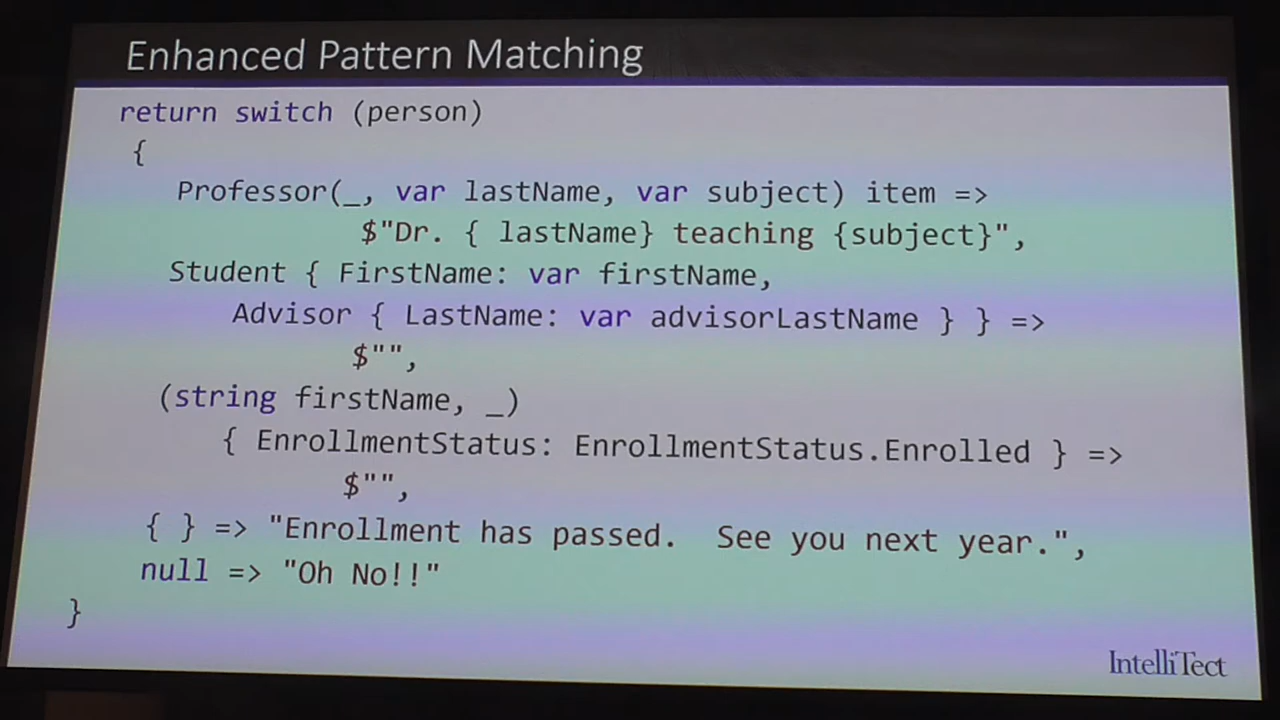 Enhanced Pattern Matching
return switch (person)
{
Professor(_, var lastName, var subject) item =>
$"Dr. { lastName} teaching {subject}",
Student { FirstName: var firstName,
Advisor { LastName: var advisorLastName } } =>
$"",
(string firstName, _)
{ EnrollmentStatus: EnrollmentStatus.Enrolled } =>
$"",
{ } => "Enrollment has passed.  See you next year.",
null => "Oh No!!"
}
IntelliTect